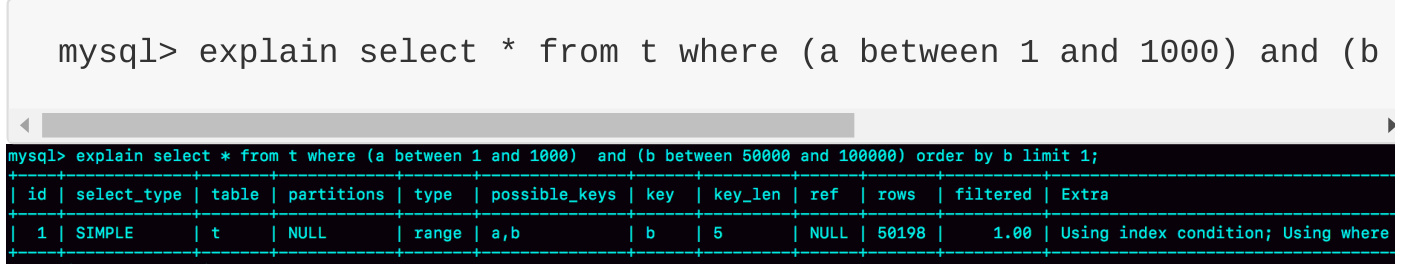 mysql> explain select * from t where (a between 1 and 1000) and (b
mysql> explain select * from t where (a between 1 and 1000)  and (b between 50000 and 100000) order by b limit 1;
| id | select_type | table | partitions | type  | possible_keys | key  | key_len | ref  | rows  | filtered | Extra
|  1 | SIMPLE      | t     | NULL       | range | a,b           | b    | 5       | NULL | 50198 |     1.00 | Using index condition; Using where